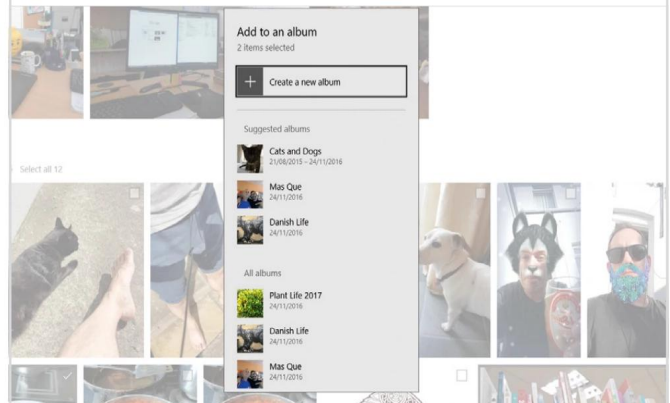 Add to an album
2 items selected
Create a new album
Suggested albums
Cats and Dogs
21/08/2015 – 24/11/2016
Mas Que
24/11/2016
Danish Life
24/11/2016
Select all 12
All albums
Plant Life 2017
24/11/2016
Danish Life
24/11/2016
Mas Que
24/11/2016